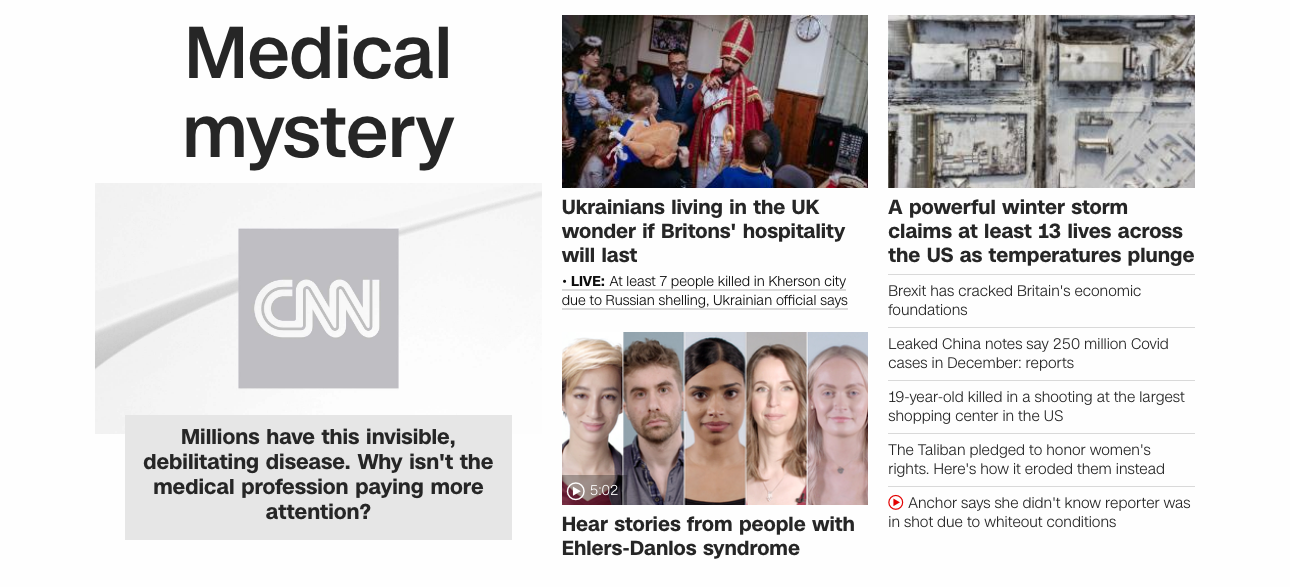 Medical
mystery
CNN
Millions have this invisible,
debilitating disease. Why isn't the
medical profession paying more
attention?
Ukrainians living in the UK
wonder if Britons' hospitality
will last
• LIVE: At least 7 people killed in Kherson city
due to Russian shelling, Ukrainian official says
5:02
Hear stories from people with
Ehlers-Danlos syndrome
A powerful winter storm
claims at least 13 lives across
the US as temperatures plunge
Brexit has cracked Britain's economic
foundations
Leaked China notes say 250 million Covid
cases in December: reports
19-year-old killed in a shooting at the largest
shopping center in the US
The Taliban pledged to honor women's
rights. Here's how it eroded them instead
Anchor says she didn't know reporter was
in shot due to whiteout conditions